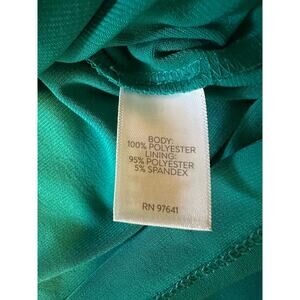 BODY:
100% POLYESTER
LINING:
95% POLYESTER
5% SPANDEX
RN 97641